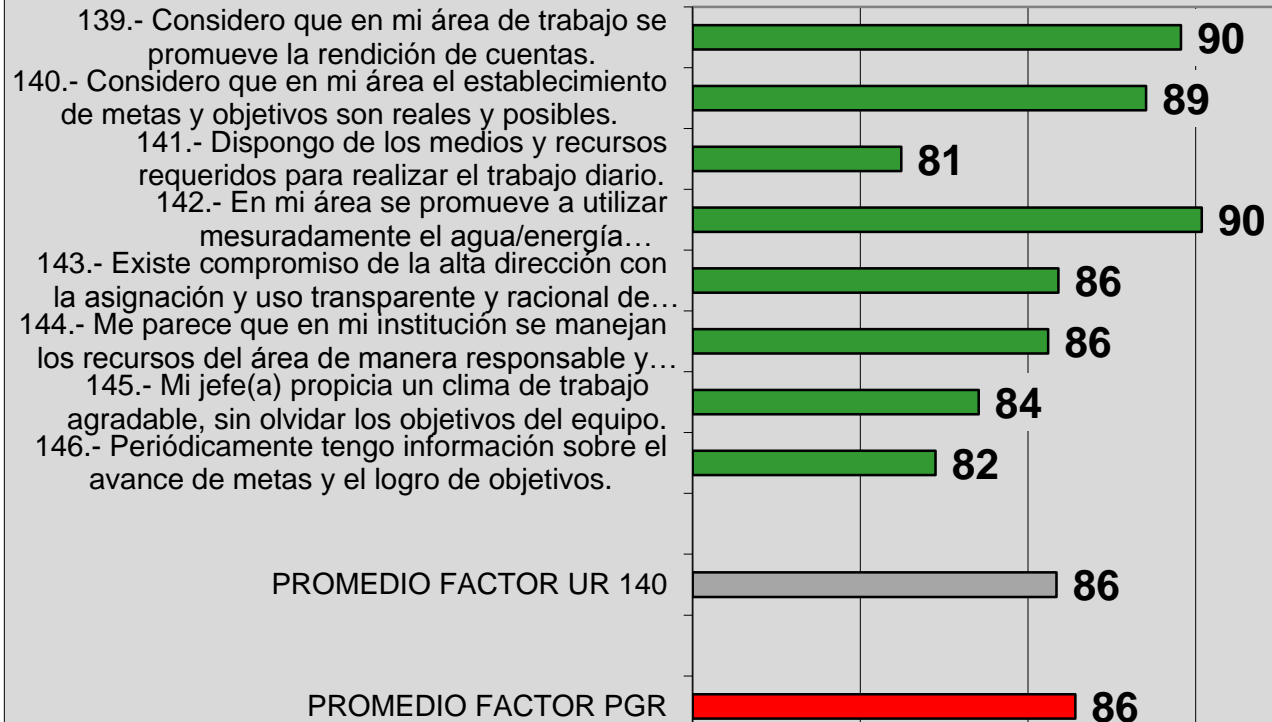 139.- Considero que en mi área de trabajo se
promueve la rendición de cuentas.
90
140.- Considero que en mi área el establecimiento
de metas y objetivos son reales y posibles.
89
141.- Dispongo de los medios y recursos
requeridos para realizar el trabajo diario.
81
142.- En mi área se promueve a utilizar
mesuradamente el agua/energía…
90
143.- Existe compromiso de la alta dirección con
la asignación y uso transparente y racional de…
86
144.- Me parece que en mi institución se manejan
los recursos del área de manera responsable y…
86
145.- Mi jefe(a) propicia un clima de trabajo
agradable, sin olvidar los objetivos del equipo.
84
146.- Periódicamente tengo información sobre el
avance de metas y el logro de objetivos.
82
PROMEDIO FACTOR UR 140
86
PROMEDIO FACTOR PGR
86